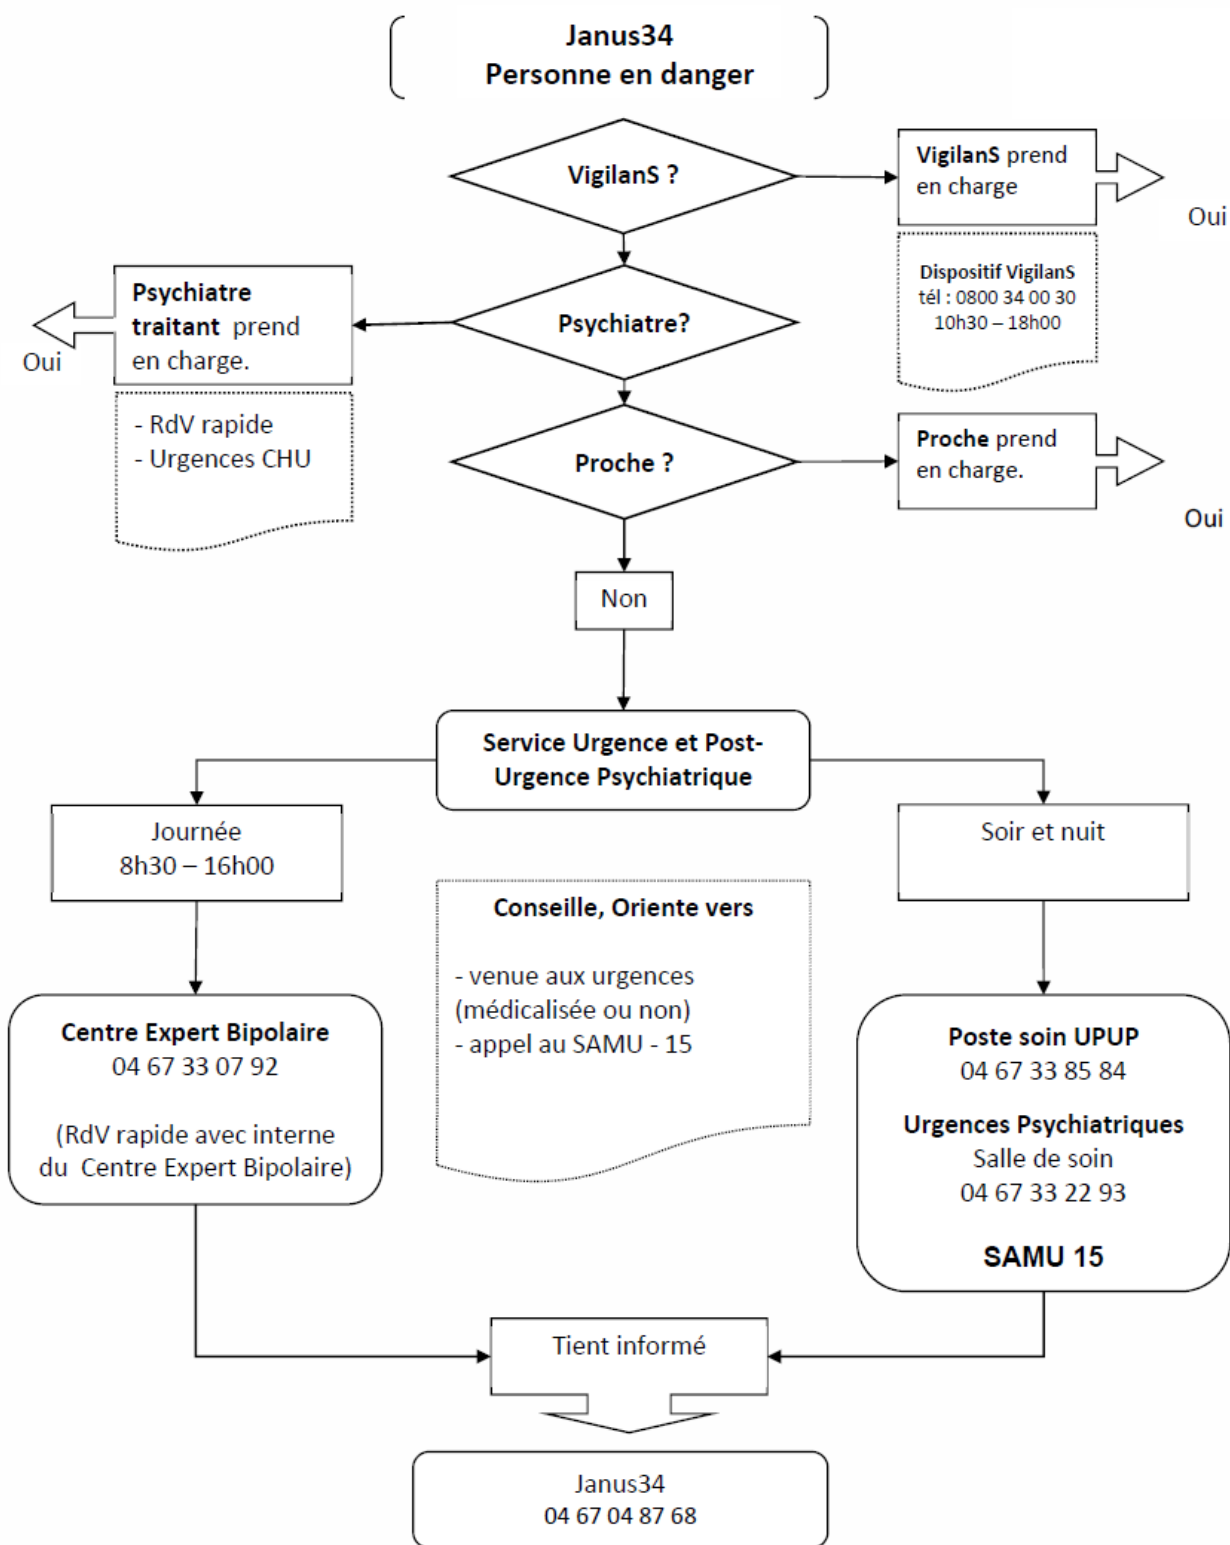 Janus34
Personne en danger
VigilanS ?
VigilanS prend
en charge
Oui
Dispositif VigilanS
tél : 0800 34 00 30
10h30 – 18h00
Psychiatre?
Psychiatre
traitant prend
en charge.
Oui
- RdV rapide
- Urgences CHU
Proche ?
Proche prend
en charge.
Oui
Non
Service Urgence et Post-
Urgence Psychiatrique
Journée
8h30 – 16h00
Soir et nuit
Conseille, Oriente vers
- venue aux urgences
(médicalisée ou non)
- appel au SAMU - 15
Centre Expert Bipolaire
04 67 33 07 92
(RdV rapide avec interne
du Centre Expert Bipolaire)
Poste soin UPUP
04 67 33 85 84
Urgences Psychiatriques
Salle de soin
04 67 33 22 93
SAMU 15
Tient informé
Janus34
04 67 04 87 68